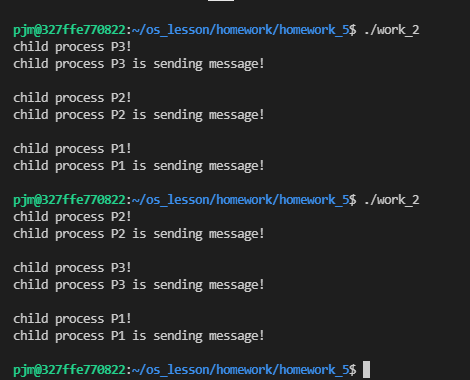 pjm@327ffe770822:~/os_lesson/homework/homework_5$ ./work_2
child process P3!
child process P3 is sending message!
child process P2!
child process P2 is sending message!
child process P1!
child process P1 is sending message!
pjm@327ffe770822:~/os_lesson/homework/homework_5$ ./work_2
child process P2!
child process P2 is sending message!
child process P3!
child process P3 is sending message!
child process P1!
child process P1 is sending message!
pjm@327ffe770822:~/os_lesson/homework/homework_5$